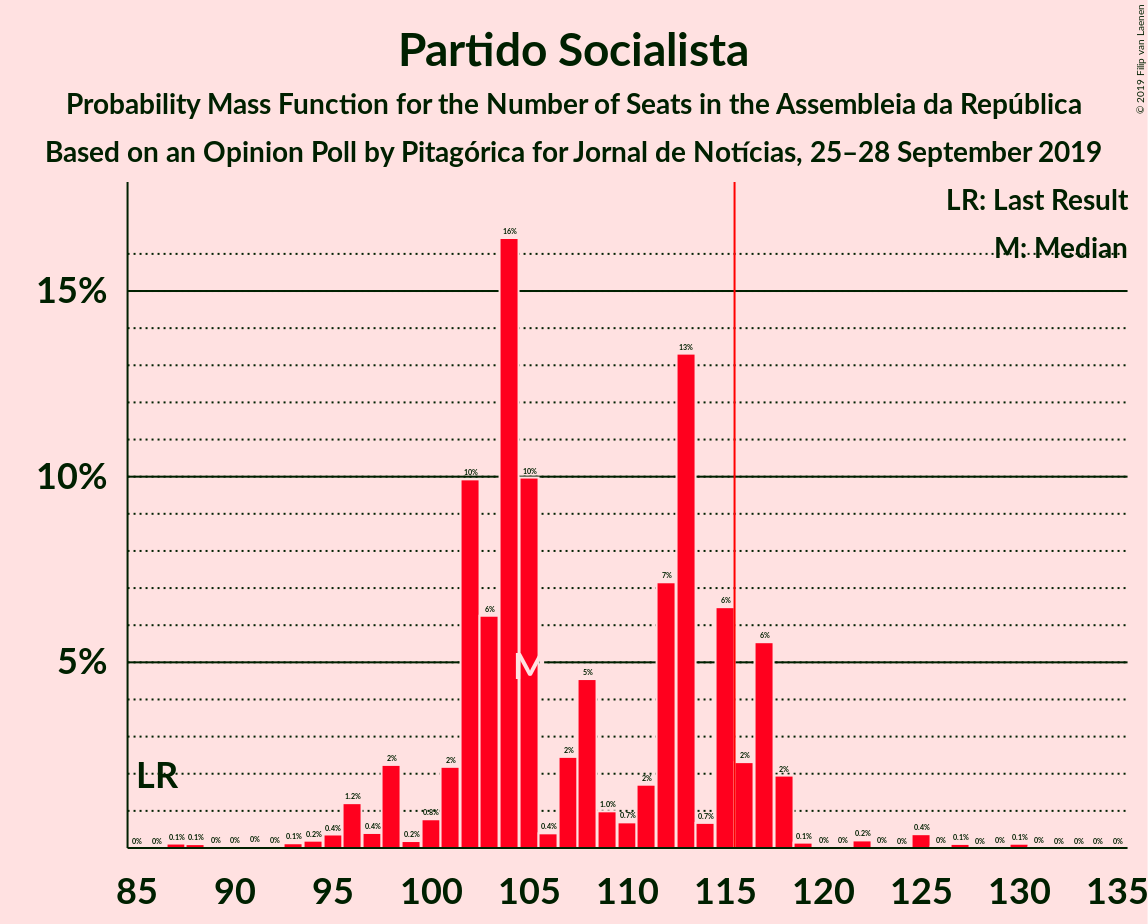 Partido Socialista
Probability Mass Function for the Number of Seats in the Assembleia da República
Based on an Opinion Poll by Pitagórica for Jornal de Notícias, 25–28 September 2019
© 2019 Filip van Laenen
LR: Last Result
M: Median
15%
10%
5%
0% 0% 0.1% 0.1% 0% 0% 0% 0% 0.1% 0.2% 0.4% 1.2% 0.4% 2% 0.2% 0.8% 2% 10% 6% 16% 10% 0.4% 2% 5% 1.0% 0.7% 2% 7% 13% 0.7% 6% 2% 6% 2% 0.1% 0% 0% 0.2% 0% 0% 0.4% 0% 0.1% 0% 0% 0.1% 0% 0% 0% 0% 0%
M
LR
85 90 95 100 105 110 115 120 125 130 135